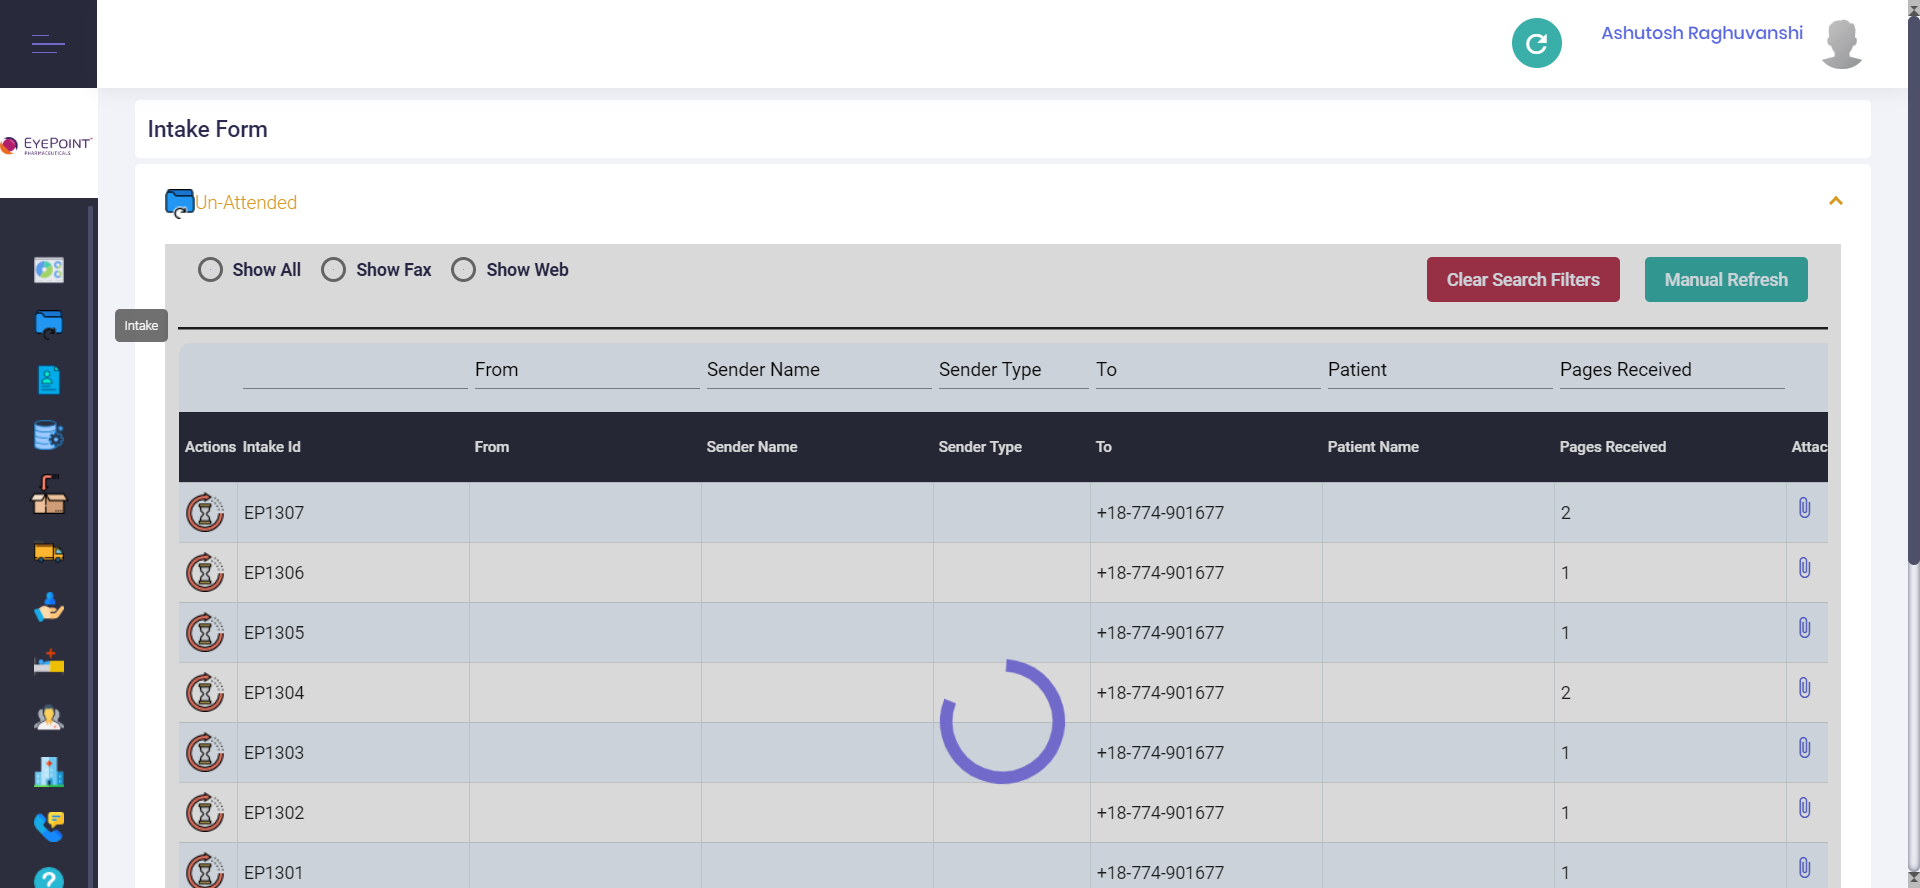 Ashutosh Raghuvanshi
EYEPOINT
PHARMACEUTICALS
Intake Form
Un-Attended
Show All Show Fax Show Web
Clear Search Filters Manual Refresh
Intake
From Sender Name Sender Type To Patient Pages Received
Actions Intake Id From Sender Name Sender Type To Patient Name Pages Received Attac
EP1307 +18-774-901677 2
EP1306 +18-774-901677 1
EP1305 +18-774-901677 1
EP1304 +18-774-901677 2
EP1303 +18-774-901677 1
EP1302 +18-774-901677 1
EP1301 +18-774-901677 1
?